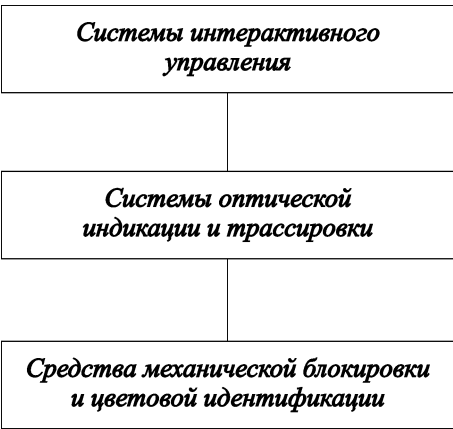 Системы интерактивного
управления
Системы оптической
индикации и трассировки
Средства механической блокировки
и цветовой идентификации